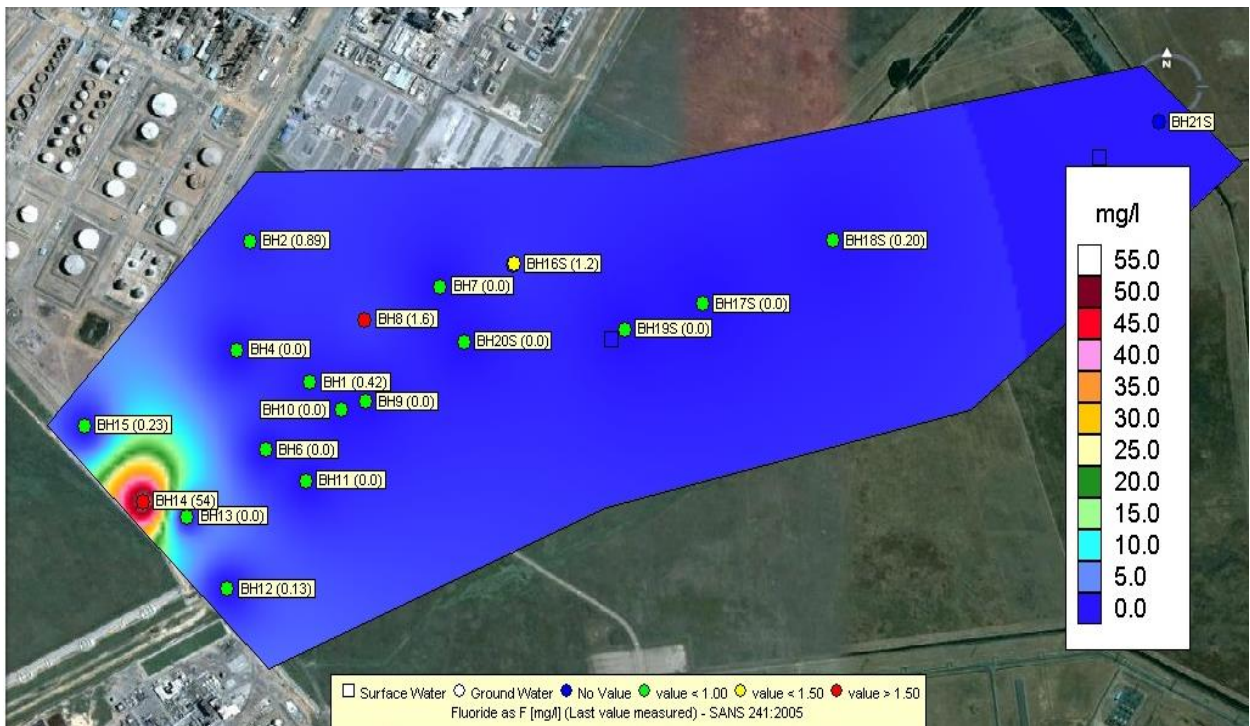 N
BH21S
mg/l
55.0
50.0
45.0
40.0
35.0
30.0
25.0
20.0
15.0
10.0
5.0
0.0
BH2 (0.89)
BH18S (0.20)
BH16S (1.2)
BH7 (0.0)
BH17S (0.0)
BH8 (1.6)
BH19S (0.0)
BH20S (0.0)
BH4 (0.0)
BH1 (0.42)
BH9 (0.0)
BH10 (0.0)
BH15 (0.23)
BH6 (0.0)
BH11 (0.0)
BH14 (54)
BH13 (0.0)
BH12 (0.13)
Surface Water Ground Water No Value value < 1.00 value < 1.50 value > 1.50
Fluoride as F [mg/l] (Last value measured) - SANS 241:2005